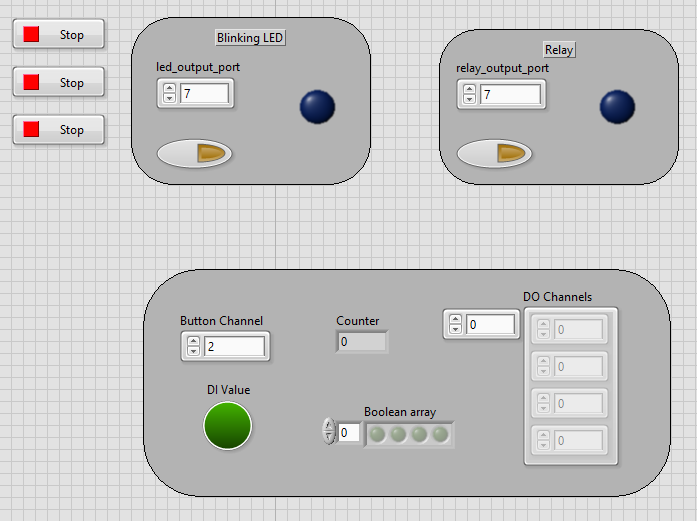 Stop
Stop
Stop
Blinking LED
led_output_port
7
Relay
relay_output_port
7
Button Channel
2
DI Value
Counter
0
Boolean array
0
0
DO Channels
0
0
0
0